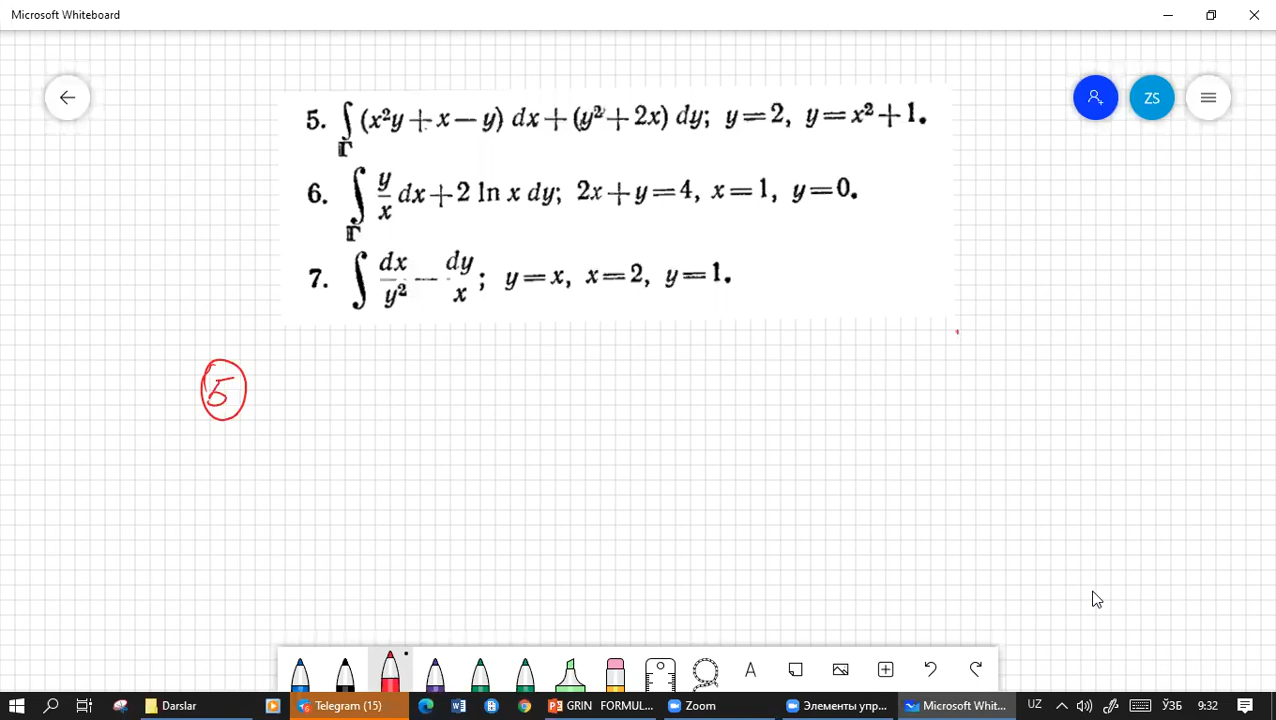 Microsoft Whiteboard
ZS
5. ∫_Γ (x²y + x − y) dx + (y² + 2x) dy; y = 2, y = x² + 1.
6. ∫_Γ y/x dx + 2 ln x dy; 2x + y = 4, x = 1, y = 0.
7. ∫ dx/y² − dy/x; y = x, x = 2, y = 1.
5
A
Darslar
Telegram (15)
GRIN FORMUL...
Zoom
Элементы упр...
Microsoft Whit...
UZ
ЎЗБ
9:32